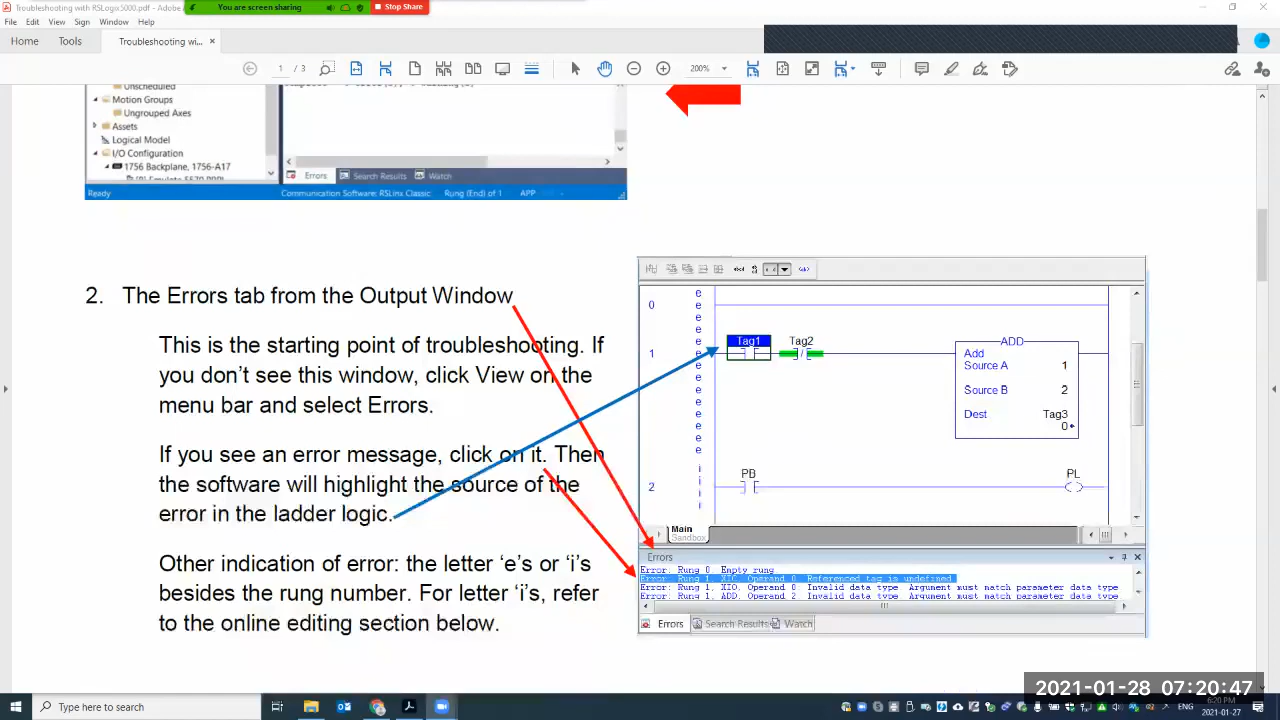 Troubleshooting with RSLogix5000.pdf - Adobe
You are screen sharing
Stop Share
File Edit View Sign Window Help
Home Tools Troubleshooting wi... ×
1 / 3
200%
Unscheduled
Motion Groups
Ungrouped Axes
Assets
Logical Model
I/O Configuration
1756 Backplane, 1756-A17
Errors Search Results Watch
Ready Communication Software: RSLinx Classic Rung (End) of 1 APP
2. The Errors tab from the Output Window
This is the starting point of troubleshooting. If
you don't see this window, click View on the
menu bar and select Errors.
If you see an error message, click on it. Then
the software will highlight the source of the
error in the ladder logic.
Other indication of error: the letter 'e's or 'i's
besides the rung number. For letter 'i's, refer
to the online editing section below.
0
e
e
e
e
e
e
e
e
e
e
e
e
e
e
i
i
i
i
1
Tag1
Tag2
ADD
Add
Source A 1
Source B 2
Dest Tag3
0
2
PB
PL
Main
Sandbox
Errors
Error: Rung 0: Empty rung.
Error: Rung 1, XIC, Operand 0: Referenced tag is undefined.
Error: Rung 1, XIO, Operand 0: Invalid data type. Argument must match parameter data type.
Error: Rung 1, ADD, Operand 2: Invalid data type. Argument must match parameter data type.
Errors Search Results Watch
2021-01-28 07:20:47
Type here to search
ENG
6:20 PM
2021-01-27